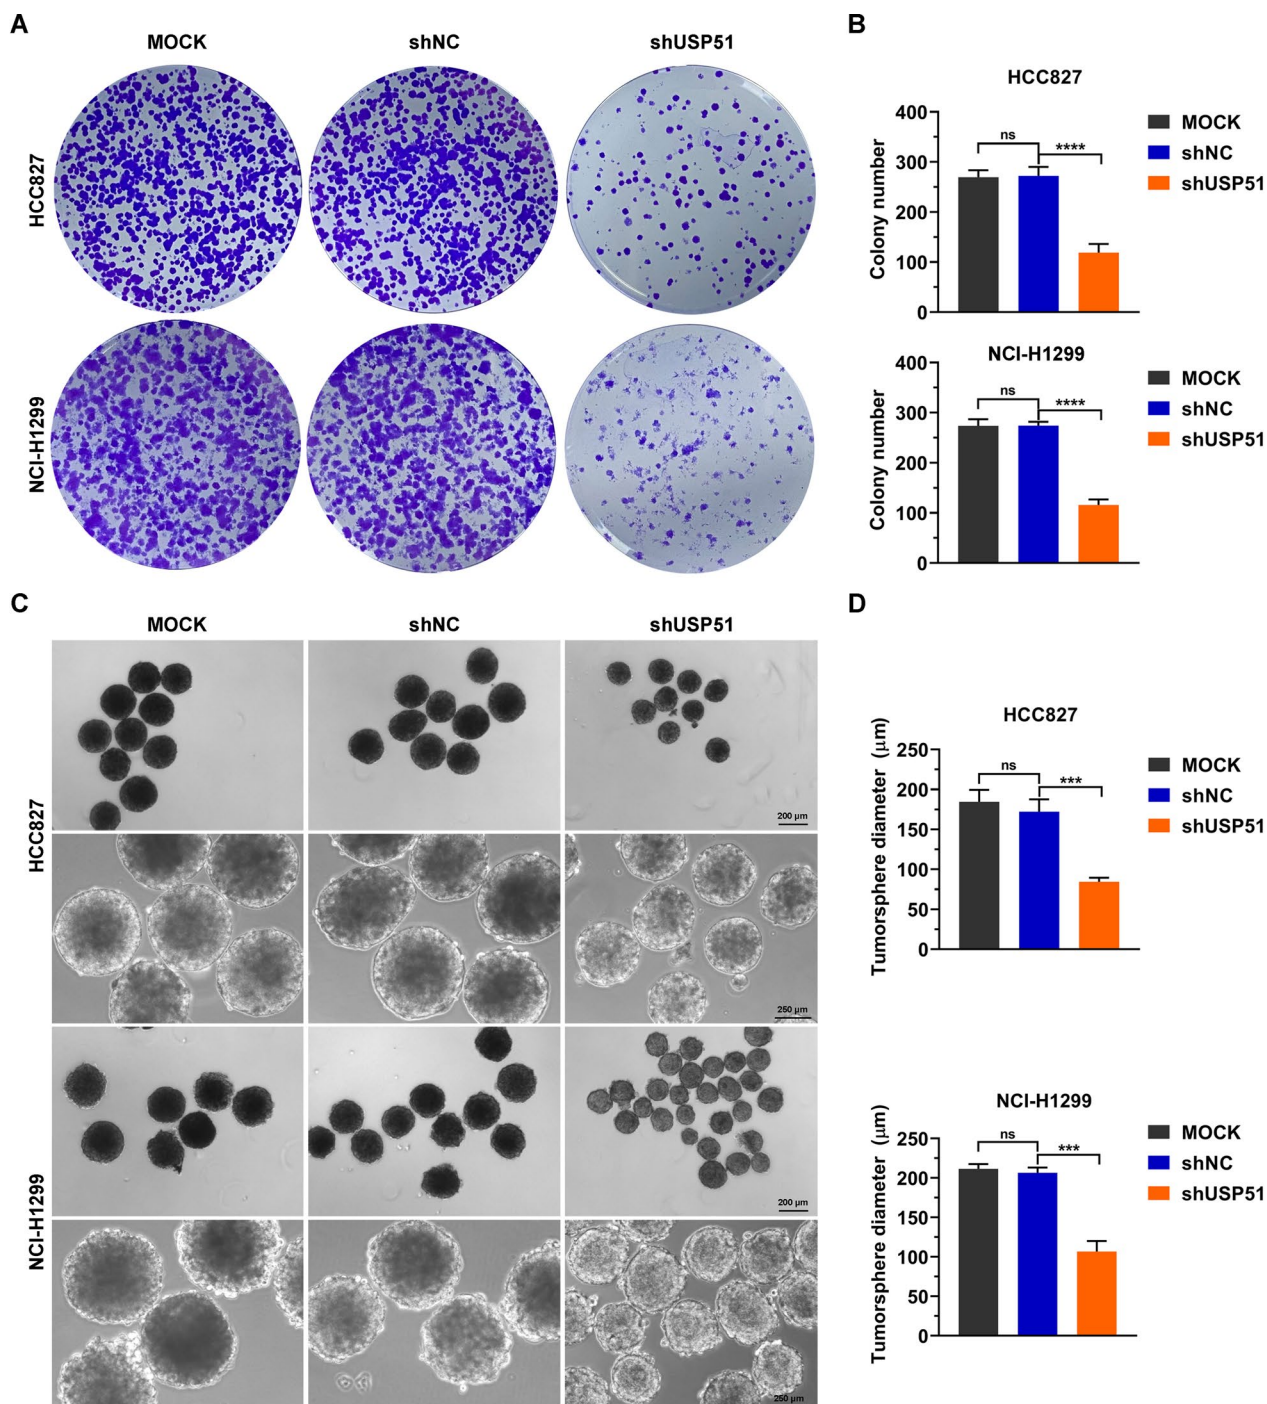 A
MOCK
shNC
shUSP51
HCC827
NCI-H1299
B
HCC827
400
300
200
100
0
Colony number
ns
****
MOCK
shNC
shUSP51
NCI-H1299
400
300
200
100
0
Colony number
ns
****
MOCK
shNC
shUSP51
C
MOCK
shNC
shUSP51
HCC827
200 µm
250 µm
NCI-H1299
200 µm
250 µm
D
HCC827
250
200
150
100
50
0
Tumorsphere diameter (µm)
ns
***
MOCK
shNC
shUSP51
NCI-H1299
250
200
150
100
50
0
Tumorsphere diameter (µm)
ns
***
MOCK
shNC
shUSP51